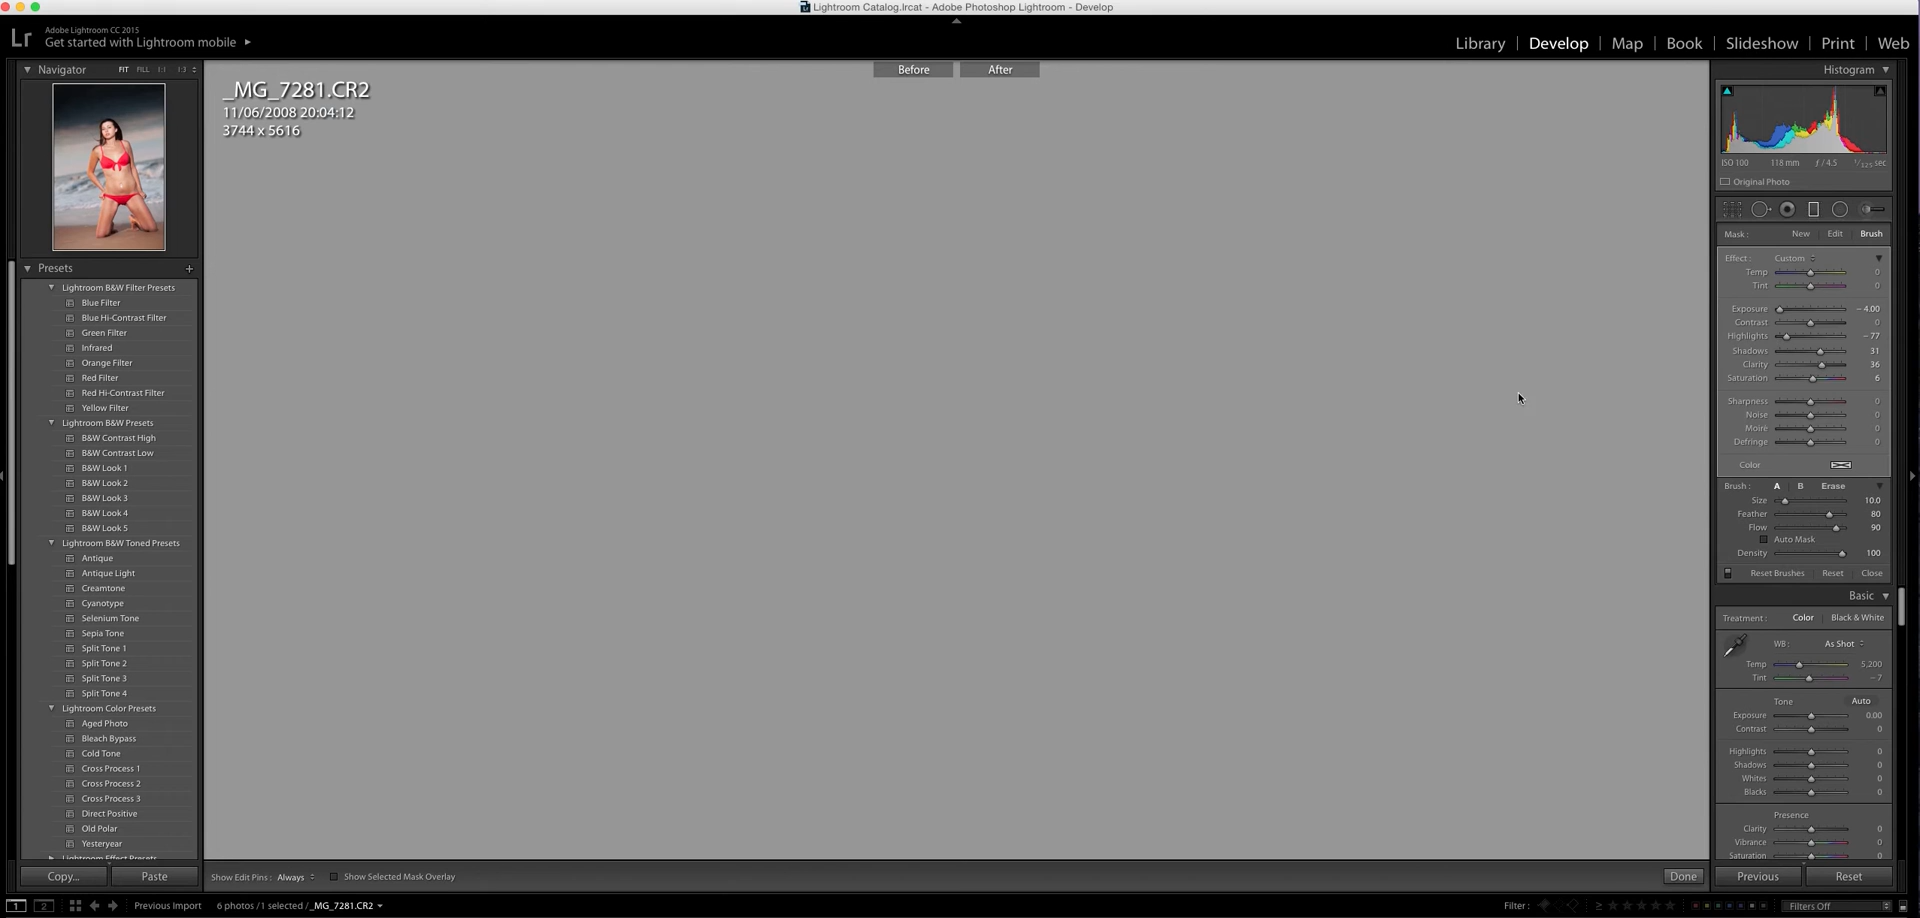 Lightroom Catalog.lrcat - Adobe Photoshop Lightroom - Develop
Lr
Adobe Lightroom CC 2015
Get started with Lightroom mobile
Library | Develop | Map | Book | Slideshow | Print | Web
Navigator FIT FILL 1:1 1:3
Before After
Histogram
_MG_7281.CR2
11/06/2008 20:04:12
3744 x 5616
ISO 100 118 mm ƒ / 4.5 1/125 sec
Original Photo
Mask : New Edit Brush
Effect : Custom
Temp 0
Tint 0
Exposure – 4.00
Contrast 0
Highlights – 77
Shadows 31
Clarity 36
Saturation 6
Sharpness 0
Noise 0
Moiré 0
Defringe 0
Color
Brush : A B Erase
Size 10.0
Feather 80
Flow 90
Auto Mask
Density 100
Reset Brushes Reset Close
Basic
Treatment : Color Black & White
WB : As Shot
Temp 5,200
Tint – 7
Tone Auto
Exposure 0.00
Contrast 0
Highlights 0
Shadows 0
Whites 0
Blacks 0
Presence
Clarity 0
Vibrance 0
Saturation 0
Previous Reset
Presets +
Lightroom B&W Filter Presets
Blue Filter
Blue Hi-Contrast Filter
Green Filter
Infrared
Orange Filter
Red Filter
Red Hi-Contrast Filter
Yellow Filter
Lightroom B&W Presets
B&W Contrast High
B&W Contrast Low
B&W Look 1
B&W Look 2
B&W Look 3
B&W Look 4
B&W Look 5
Lightroom B&W Toned Presets
Antique
Antique Light
Creamtone
Cyanotype
Selenium Tone
Sepia Tone
Split Tone 1
Split Tone 2
Split Tone 3
Split Tone 4
Lightroom Color Presets
Aged Photo
Bleach Bypass
Cold Tone
Cross Process 1
Cross Process 2
Cross Process 3
Direct Positive
Old Polar
Yesteryear
Lightroom Effect Presets
Copy... Paste
Show Edit Pins : Always Show Selected Mask Overlay Done
1 2 Previous Import 6 photos / 1 selected / _MG_7281.CR2 Filter : Filters Off